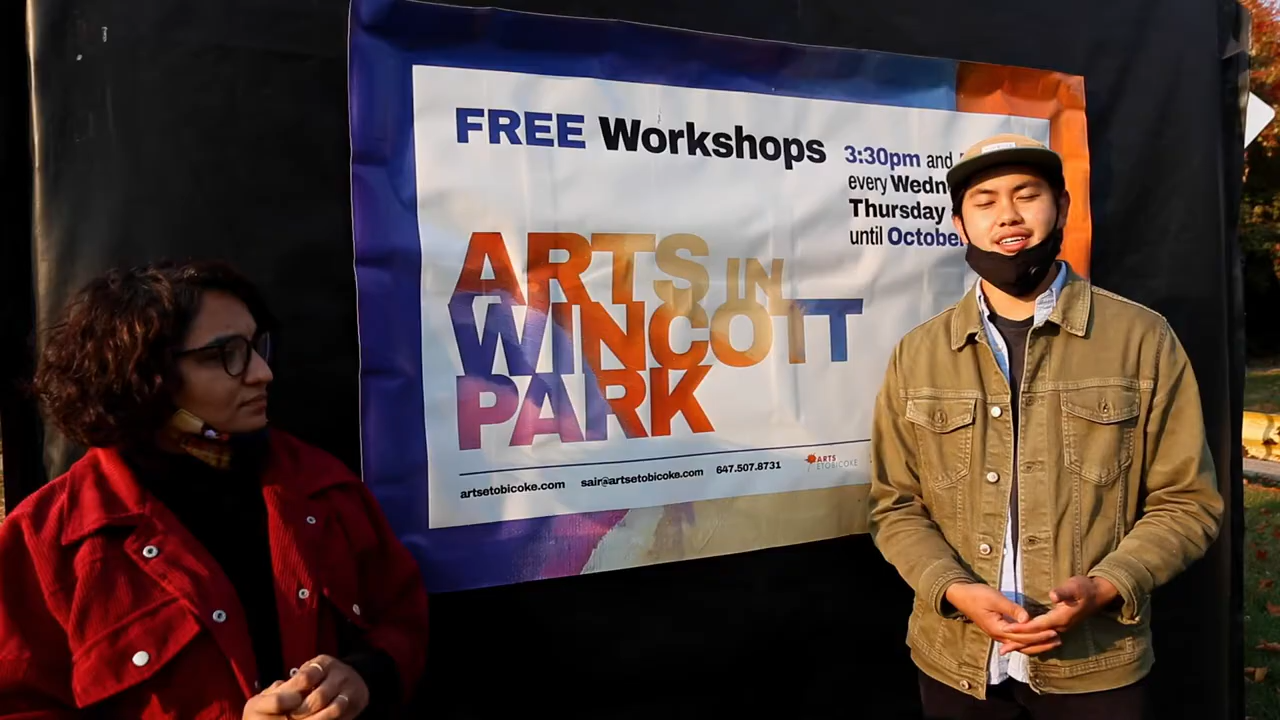 FREE Workshops
3:30pm and
every Wedn
Thursday
until October
ARTS IN
WINCOTT
PARK
artsetobicoke.com sair@artsetobicoke.com 647.507.8731
ARTS
ETOBICOKE